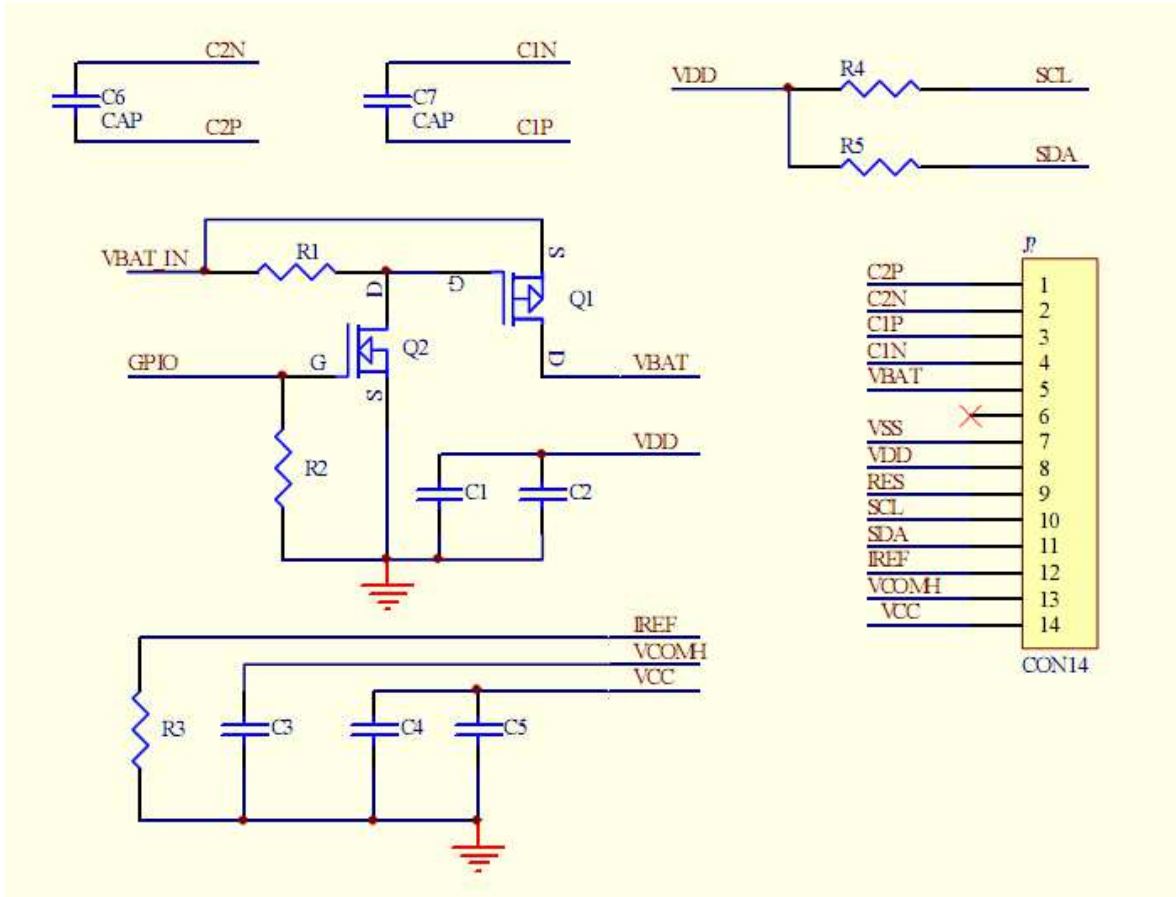 C2N
C6
CAP
C2P
C1N
C7
CAP
C1P
VDD
R4
SCL
R5
SDA
VBAT_IN
R1
S
D
G
Q1
D
VBAT
GPIO
G
Q2
S
R2
VDD
C1
C2
J?
C2P
1
C2N
2
C1P
3
C1N
4
VBAT
5
6
VSS
7
VDD
8
RES
9
SCL
10
SDA
11
IREF
12
VCOMH
13
VCC
14
CON14
IREF
VCOMH
VCC
R3
C3
C4
C5